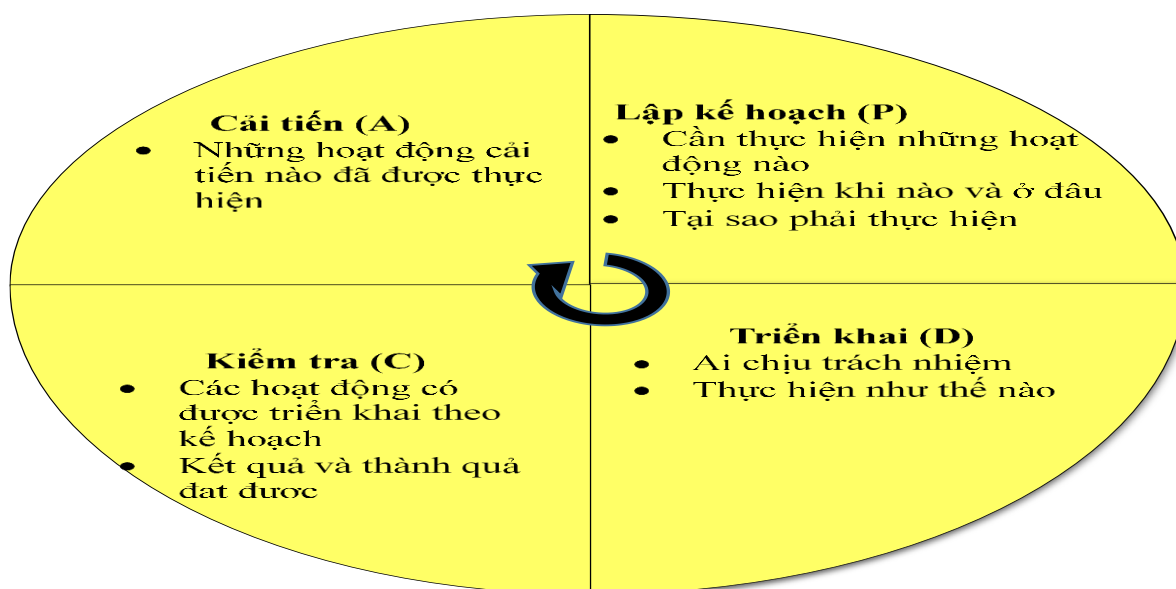 Cải tiến (A)
• Những hoạt động cải
tiến nào đã được thực
hiện
Lập kế hoạch (P)
• Cần thực hiện những hoạt
động nào
• Thực hiện khi nào và ở đâu
• Tại sao phải thực hiện
Kiểm tra (C)
• Các hoạt động có
được triển khai theo
kế hoạch
• Kết quả và thành quả
đat đươc
Triển khai (D)
• Ai chịu trách nhiệm
• Thực hiện như thế nào